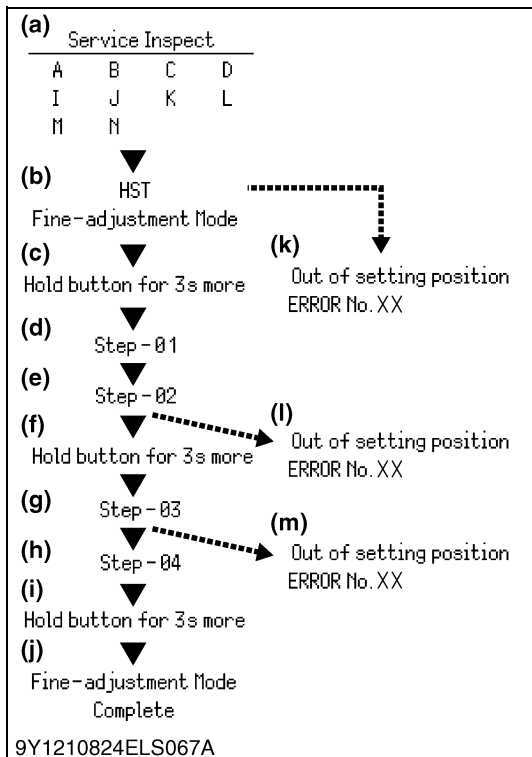 (a)
Service Inspect
A B C D
I J K L
M N
(b)
HST
Fine-adjustment Mode
(c)
Hold button for 3s more
(k)
Out of setting position
ERROR No.XX
(d)
Step-01
(e)
Step-02
(f)
Hold button for 3s more
(l)
Out of setting position
ERROR No.XX
(g)
Step-03
(h)
Step-04
(m)
Out of setting position
ERROR No.XX
(i)
Hold button for 3s more
(j)
Fine-adjustment Mode
Complete
9Y1210824ELS067A